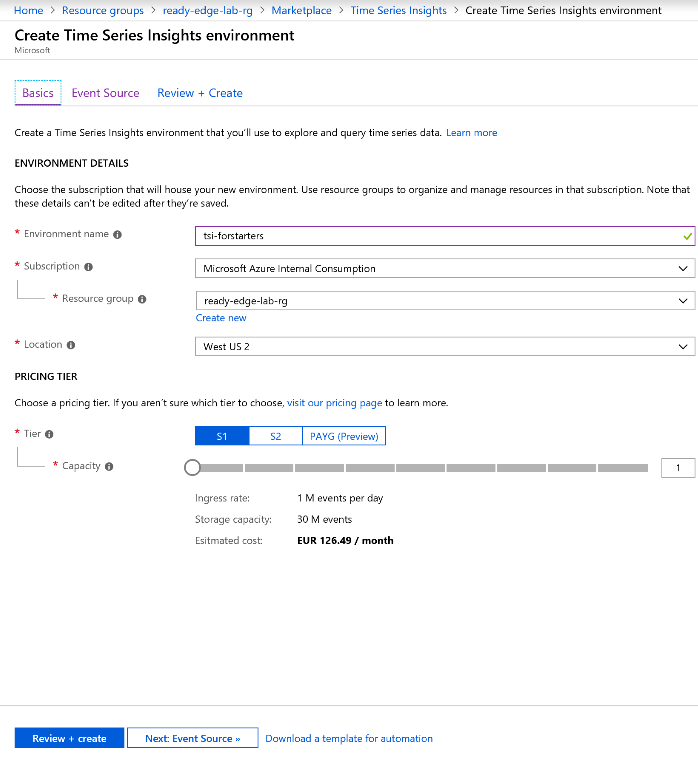 Home > Resource groups > ready-edge-lab-rg > Marketplace > Time Series Insights > Create Time Series Insights environment
Create Time Series Insights environment
Microsoft
Basics Event Source Review + Create
Create a Time Series Insights environment that you'll use to explore and query time series data. Learn more
ENVIRONMENT DETAILS
Choose the subscription that will house your new environment. Use resource groups to organize and manage resources in that subscription. Note that
these details can't be edited after they're saved.
* Environment name tsi-forstarters
* Subscription Microsoft Azure Internal Consumption
* Resource group ready-edge-lab-rg
Create new
* Location West US 2
PRICING TIER
Choose a pricing tier. If you aren't sure which tier to choose, visit our pricing page to learn more.
* Tier S1 S2 PAYG (Preview)
* Capacity 1
Ingress rate: 1 M events per day
Storage capacity: 30 M events
Esitmated cost: EUR 126.49 / month
Review + create Next: Event Source » Download a template for automation